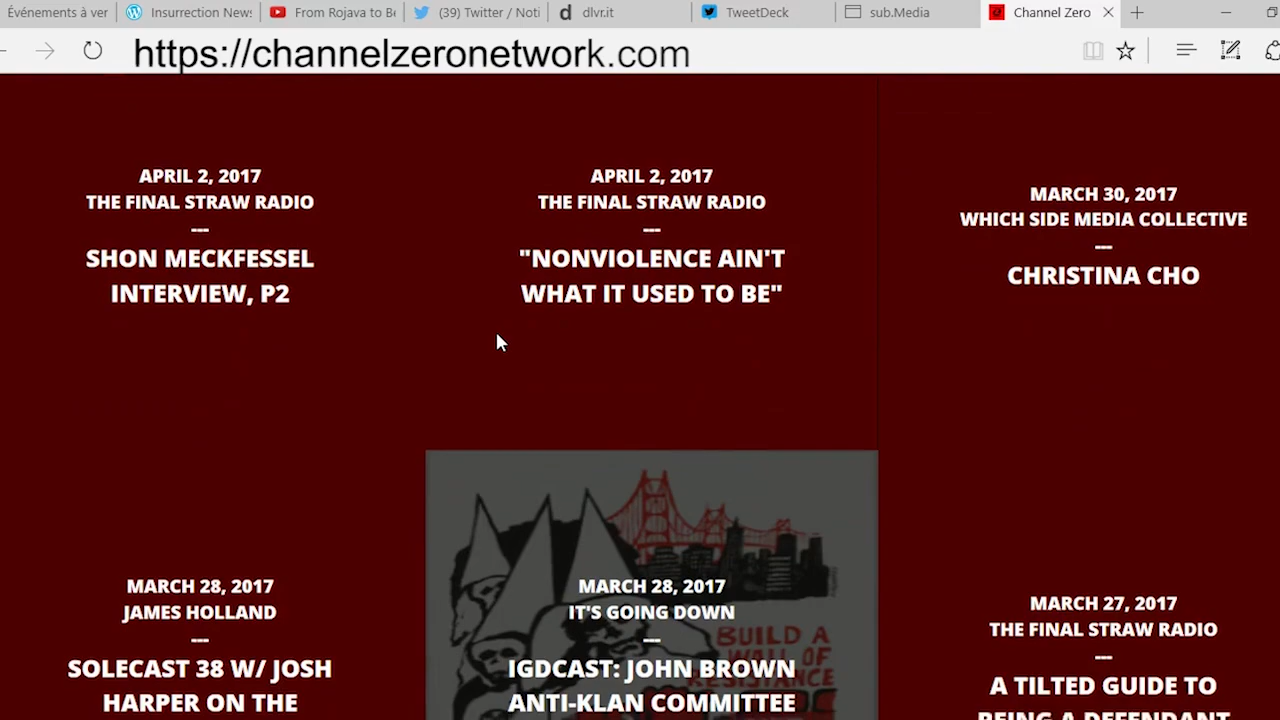 Événements à ver
Insurrection News
From Rojava to Be
(39) Twitter / Noti
dlvr.it
TweetDeck
sub.Media
Channel Zero
https://channelzeronetwork.com
APRIL 2, 2017
THE FINAL STRAW RADIO
---
SHON MECKFESSEL
INTERVIEW, P2
APRIL 2, 2017
THE FINAL STRAW RADIO
---
"NONVIOLENCE AIN'T
WHAT IT USED TO BE"
MARCH 30, 2017
WHICH SIDE MEDIA COLLECTIVE
---
CHRISTINA CHO
MARCH 28, 2017
JAMES HOLLAND
---
SOLECAST 38 W/ JOSH
HARPER ON THE
MARCH 28, 2017
IT'S GOING DOWN
---
IGDCAST: JOHN BROWN
ANTI-KLAN COMMITTEE
BUILD A
WALL OF
RESISTANCE
MARCH 27, 2017
THE FINAL STRAW RADIO
---
A TILTED GUIDE TO
BEING A DEFENDANT